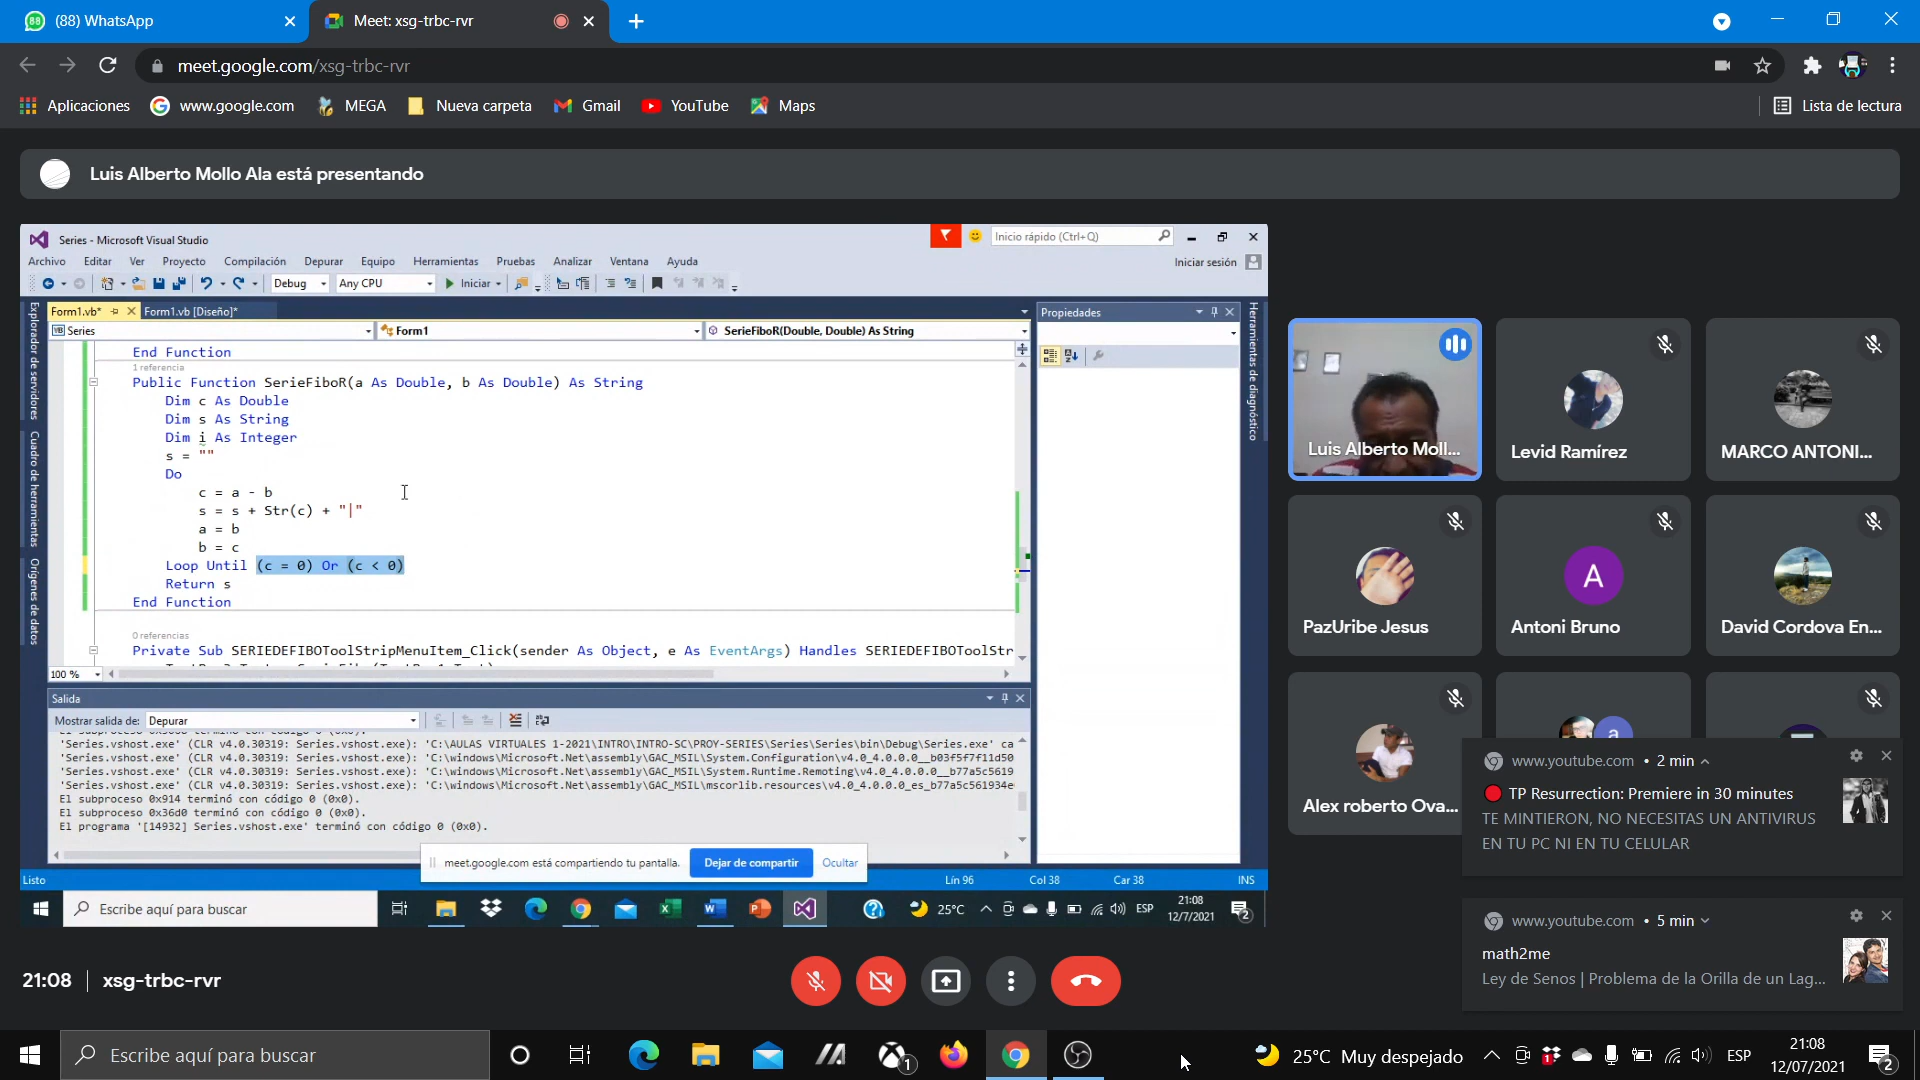 (88) WhatsApp
Meet: xsg-trbc-rvr
meet.google.com/xsg-trbc-rvr
Aplicaciones
www.google.com
MEGA
Nueva carpeta
Gmail
YouTube
Maps
Lista de lectura
Luis Alberto Mollo Ala está presentando
Series - Microsoft Visual Studio
Inicio rápido (Ctrl+Q)
Archivo Editar Ver Proyecto Compilación Depurar Equipo Herramientas Pruebas Analizar Ventana Ayuda
Iniciar sesión
Debug
Any CPU
Iniciar
Form1.vb*
Form1.vb [Diseño]*
Series
Form1
SerieFiboR(Double, Double) As String
Explorador de servidores
Cuadro de herramientas
Orígenes de datos
End Function
1 referencia
Public Function SerieFiboR(a As Double, b As Double) As String
Dim c As Double
Dim s As String
Dim i As Integer
s = ""
Do
c = a - b
s = s + Str(c) + "|"
a = b
b = c
Loop Until (c = 0) Or (c < 0)
Return s
End Function
0 referencias
Private Sub SERIEDEFIBOToolStripMenuItem_Click(sender As Object, e As EventArgs) Handles SERIEDEFIBOToolStr
100 %
Propiedades
Herramientas de diagnóstico
Salida
Mostrar salida de: Depurar
'Series.vshost.exe' (CLR v4.0.30319: Series.vshost.exe): 'C:\AULAS VIRTUALES 1-2021\INTRO\INTRO-SC\PROY-SERIES\Series\Series\bin\Debug\Series.exe' ca
'Series.vshost.exe' (CLR v4.0.30319: Series.vshost.exe): 'C:\windows\Microsoft.Net\assembly\GAC_MSIL\System.Configuration\v4.0_4.0.0.0__b03f5f7f11d50
'Series.vshost.exe' (CLR v4.0.30319: Series.vshost.exe): 'C:\windows\Microsoft.Net\assembly\GAC_MSIL\System.Runtime.Remoting\v4.0_4.0.0.0__b77a5c5619
'Series.vshost.exe' (CLR v4.0.30319: Series.vshost.exe): 'C:\windows\Microsoft.Net\assembly\GAC_MSIL\mscorlib.resources\v4.0_4.0.0.0_es_b77a5c561934e
El subproceso 0x914 terminó con código 0 (0x0).
El subproceso 0x36d0 terminó con código 0 (0x0).
El programa '[14932] Series.vshost.exe' terminó con código 0 (0x0).
meet.google.com está compartiendo tu pantalla.
Dejar de compartir
Ocultar
Listo
Lín 96
Col 38
Car 38
INS
Escribe aquí para buscar
25°C
ESP
21:08
12/7/2021
2
Luis Alberto Moll...
Levid Ramírez
MARCO ANTONI...
PazUribe Jesus
A
Antoni Bruno
David Cordova En...
Alex roberto Ova...
a
www.youtube.com • 2 min
TP Resurrection: Premiere in 30 minutes
TE MINTIERON, NO NECESITAS UN ANTIVIRUS
EN TU PC NI EN TU CELULAR
www.youtube.com • 5 min
math2me
Ley de Senos | Problema de la Orilla de un Lag...
21:08
xsg-trbc-rvr
Escribe aquí para buscar
1
25°C Muy despejado
ESP
21:08
12/07/2021
2